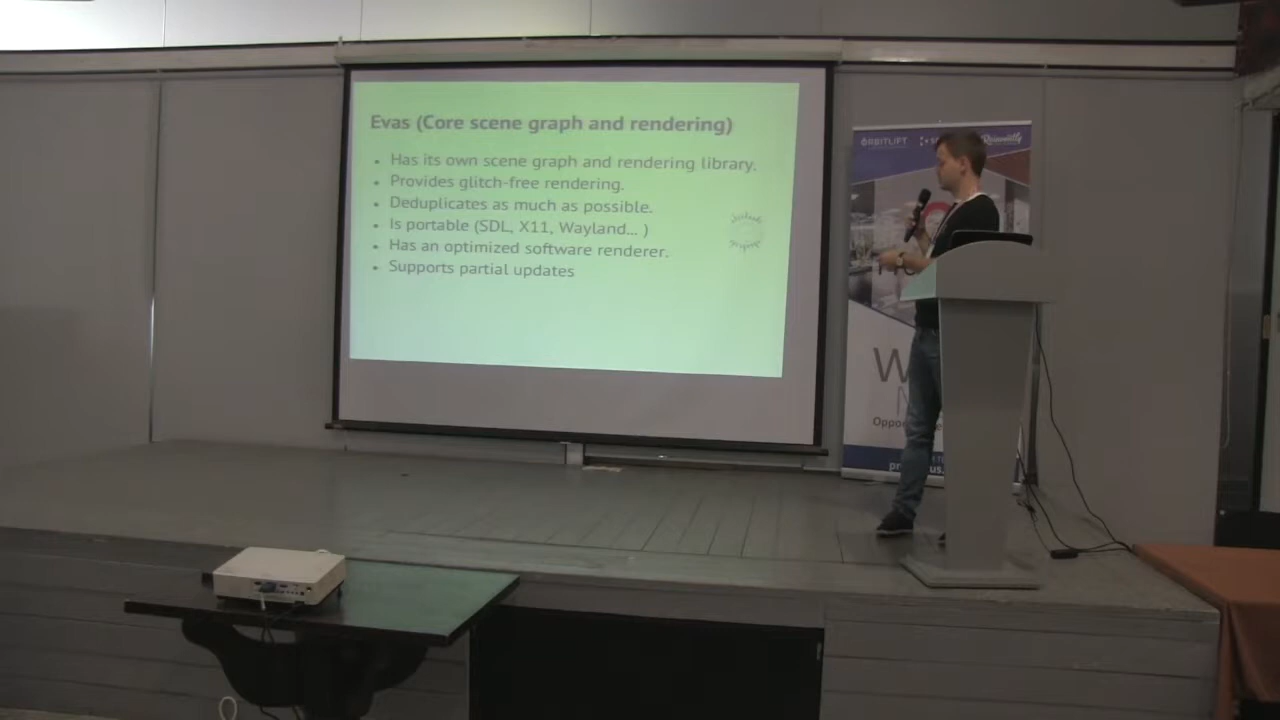 Evas (Core scene graph and rendering)
• Has its own scene graph and rendering library.
• Provides glitch-free rendering.
• Deduplicates as much as possible.
• Is portable (SDL, X11, Wayland... )
• Has an optimized software renderer.
• Supports partial updates
ORBITLIFT
W
Oppor